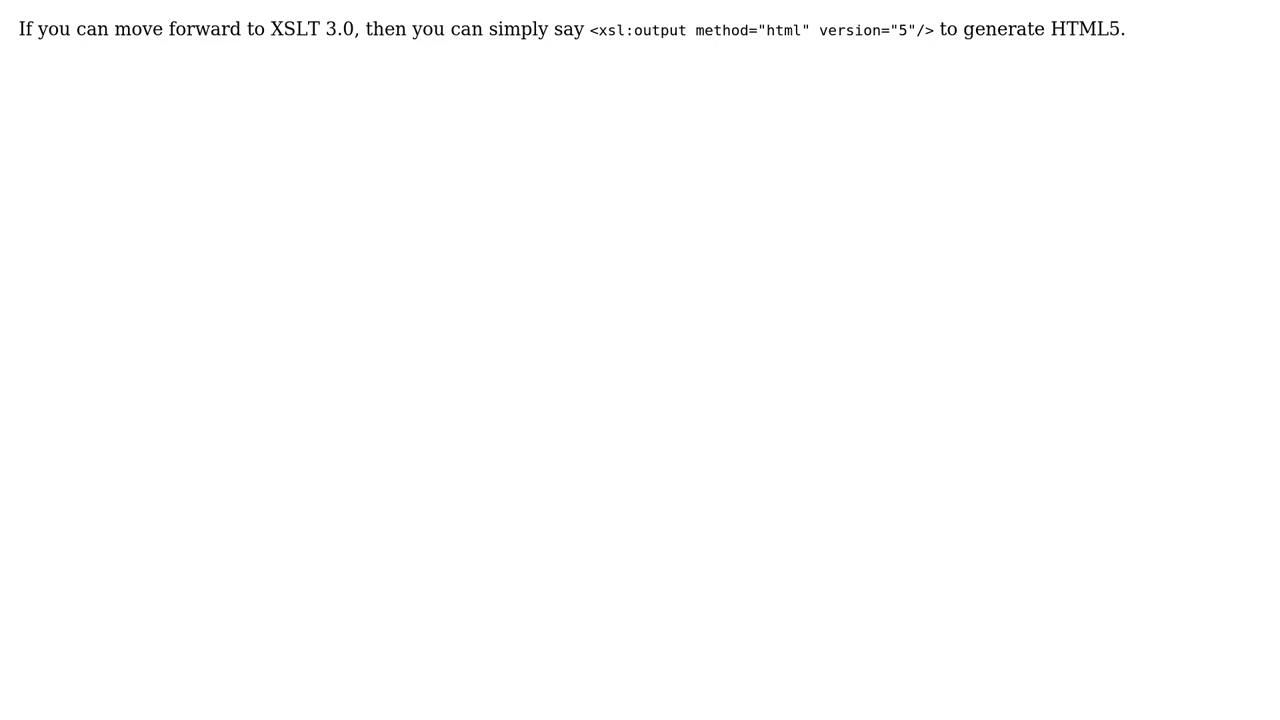 If you can move forward to XSLT 3.0, then you can simply say <xsl:output method="html" version="5"/> to generate HTML5.